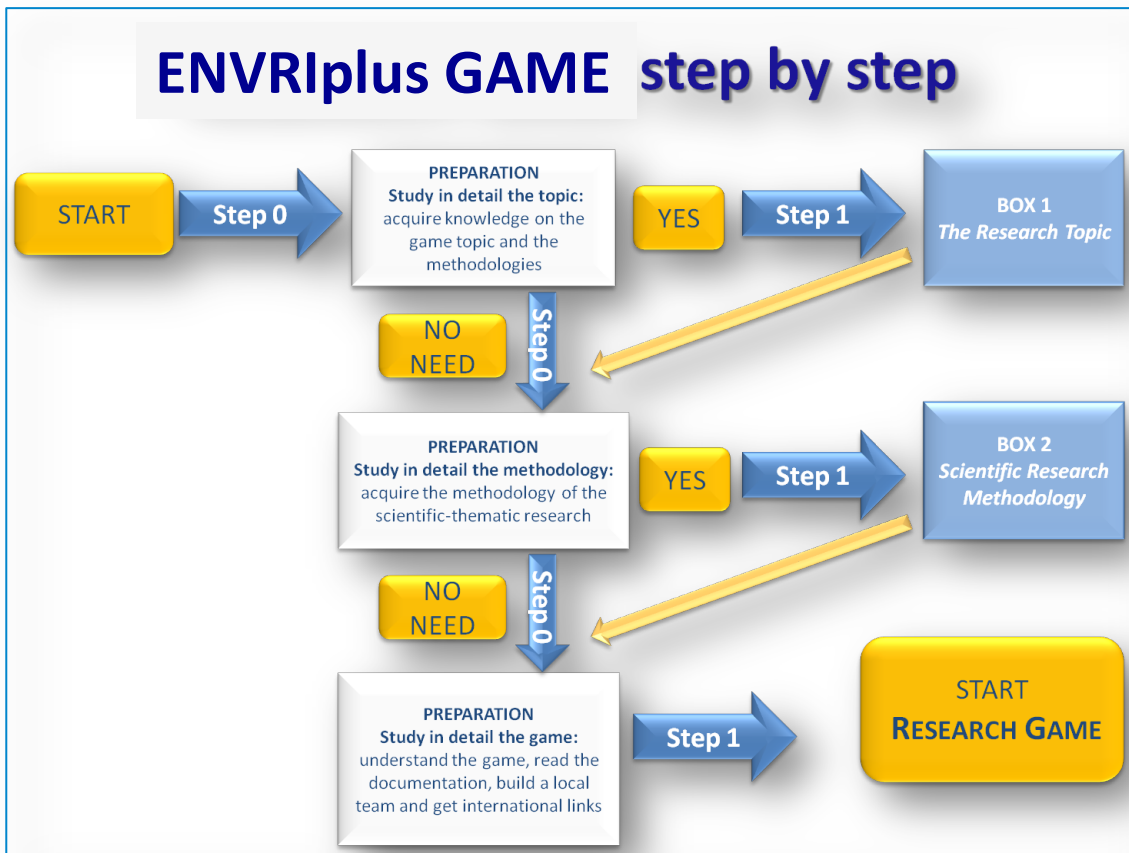 ENVRIplus GAME step by step
START
Step 0
PREPARATION
Study in detail the topic:
acquire knowledge on the
game topic and the
methodologies
YES
Step 1
BOX 1
The Research Topic
NO
NEED
Step 0
PREPARATION
Study in detail the methodology:
acquire the methodology of the
scientific-thematic research
YES
Step 1
BOX 2
Scientific Research
Methodology
NO
NEED
Step 0
PREPARATION
Study in detail the game:
understand the game, read the
documentation, build a local
team and get international links
Step 1
START
RESEARCH GAME